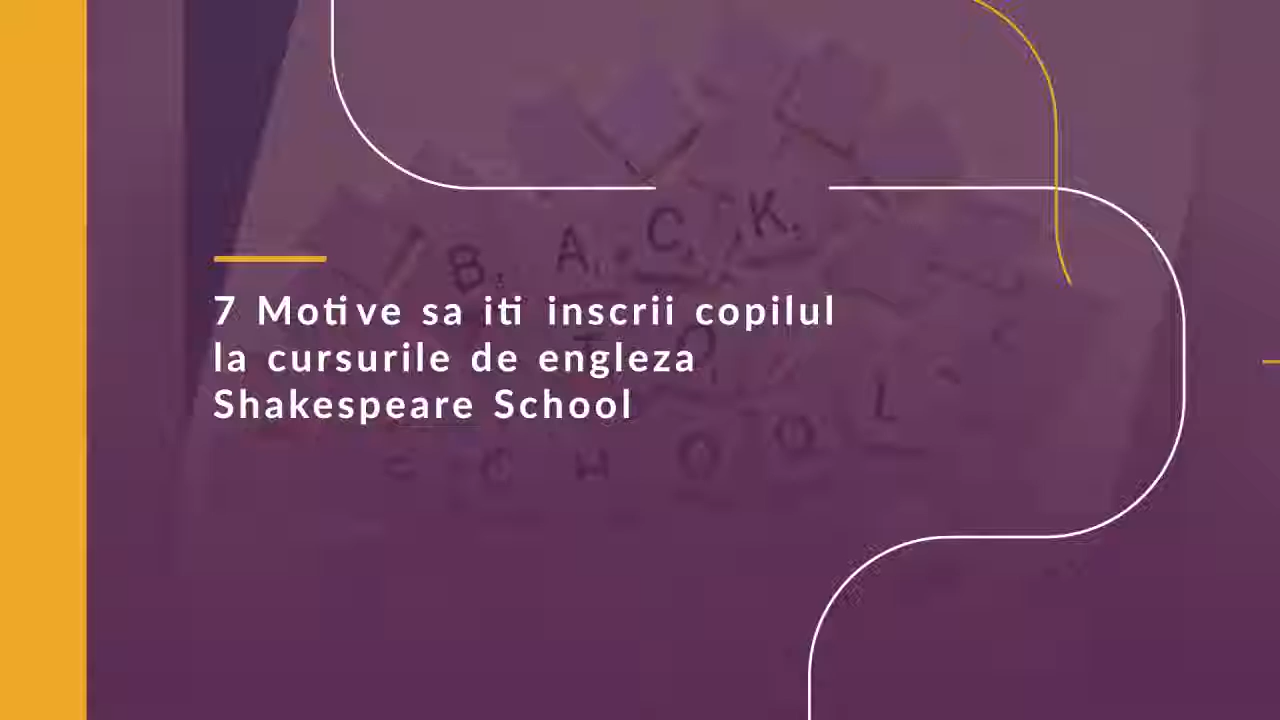 B. A. C. K.
T O
S C H O O L
7 Motive sa iti inscrii copilul
la cursurile de engleza
Shakespeare School